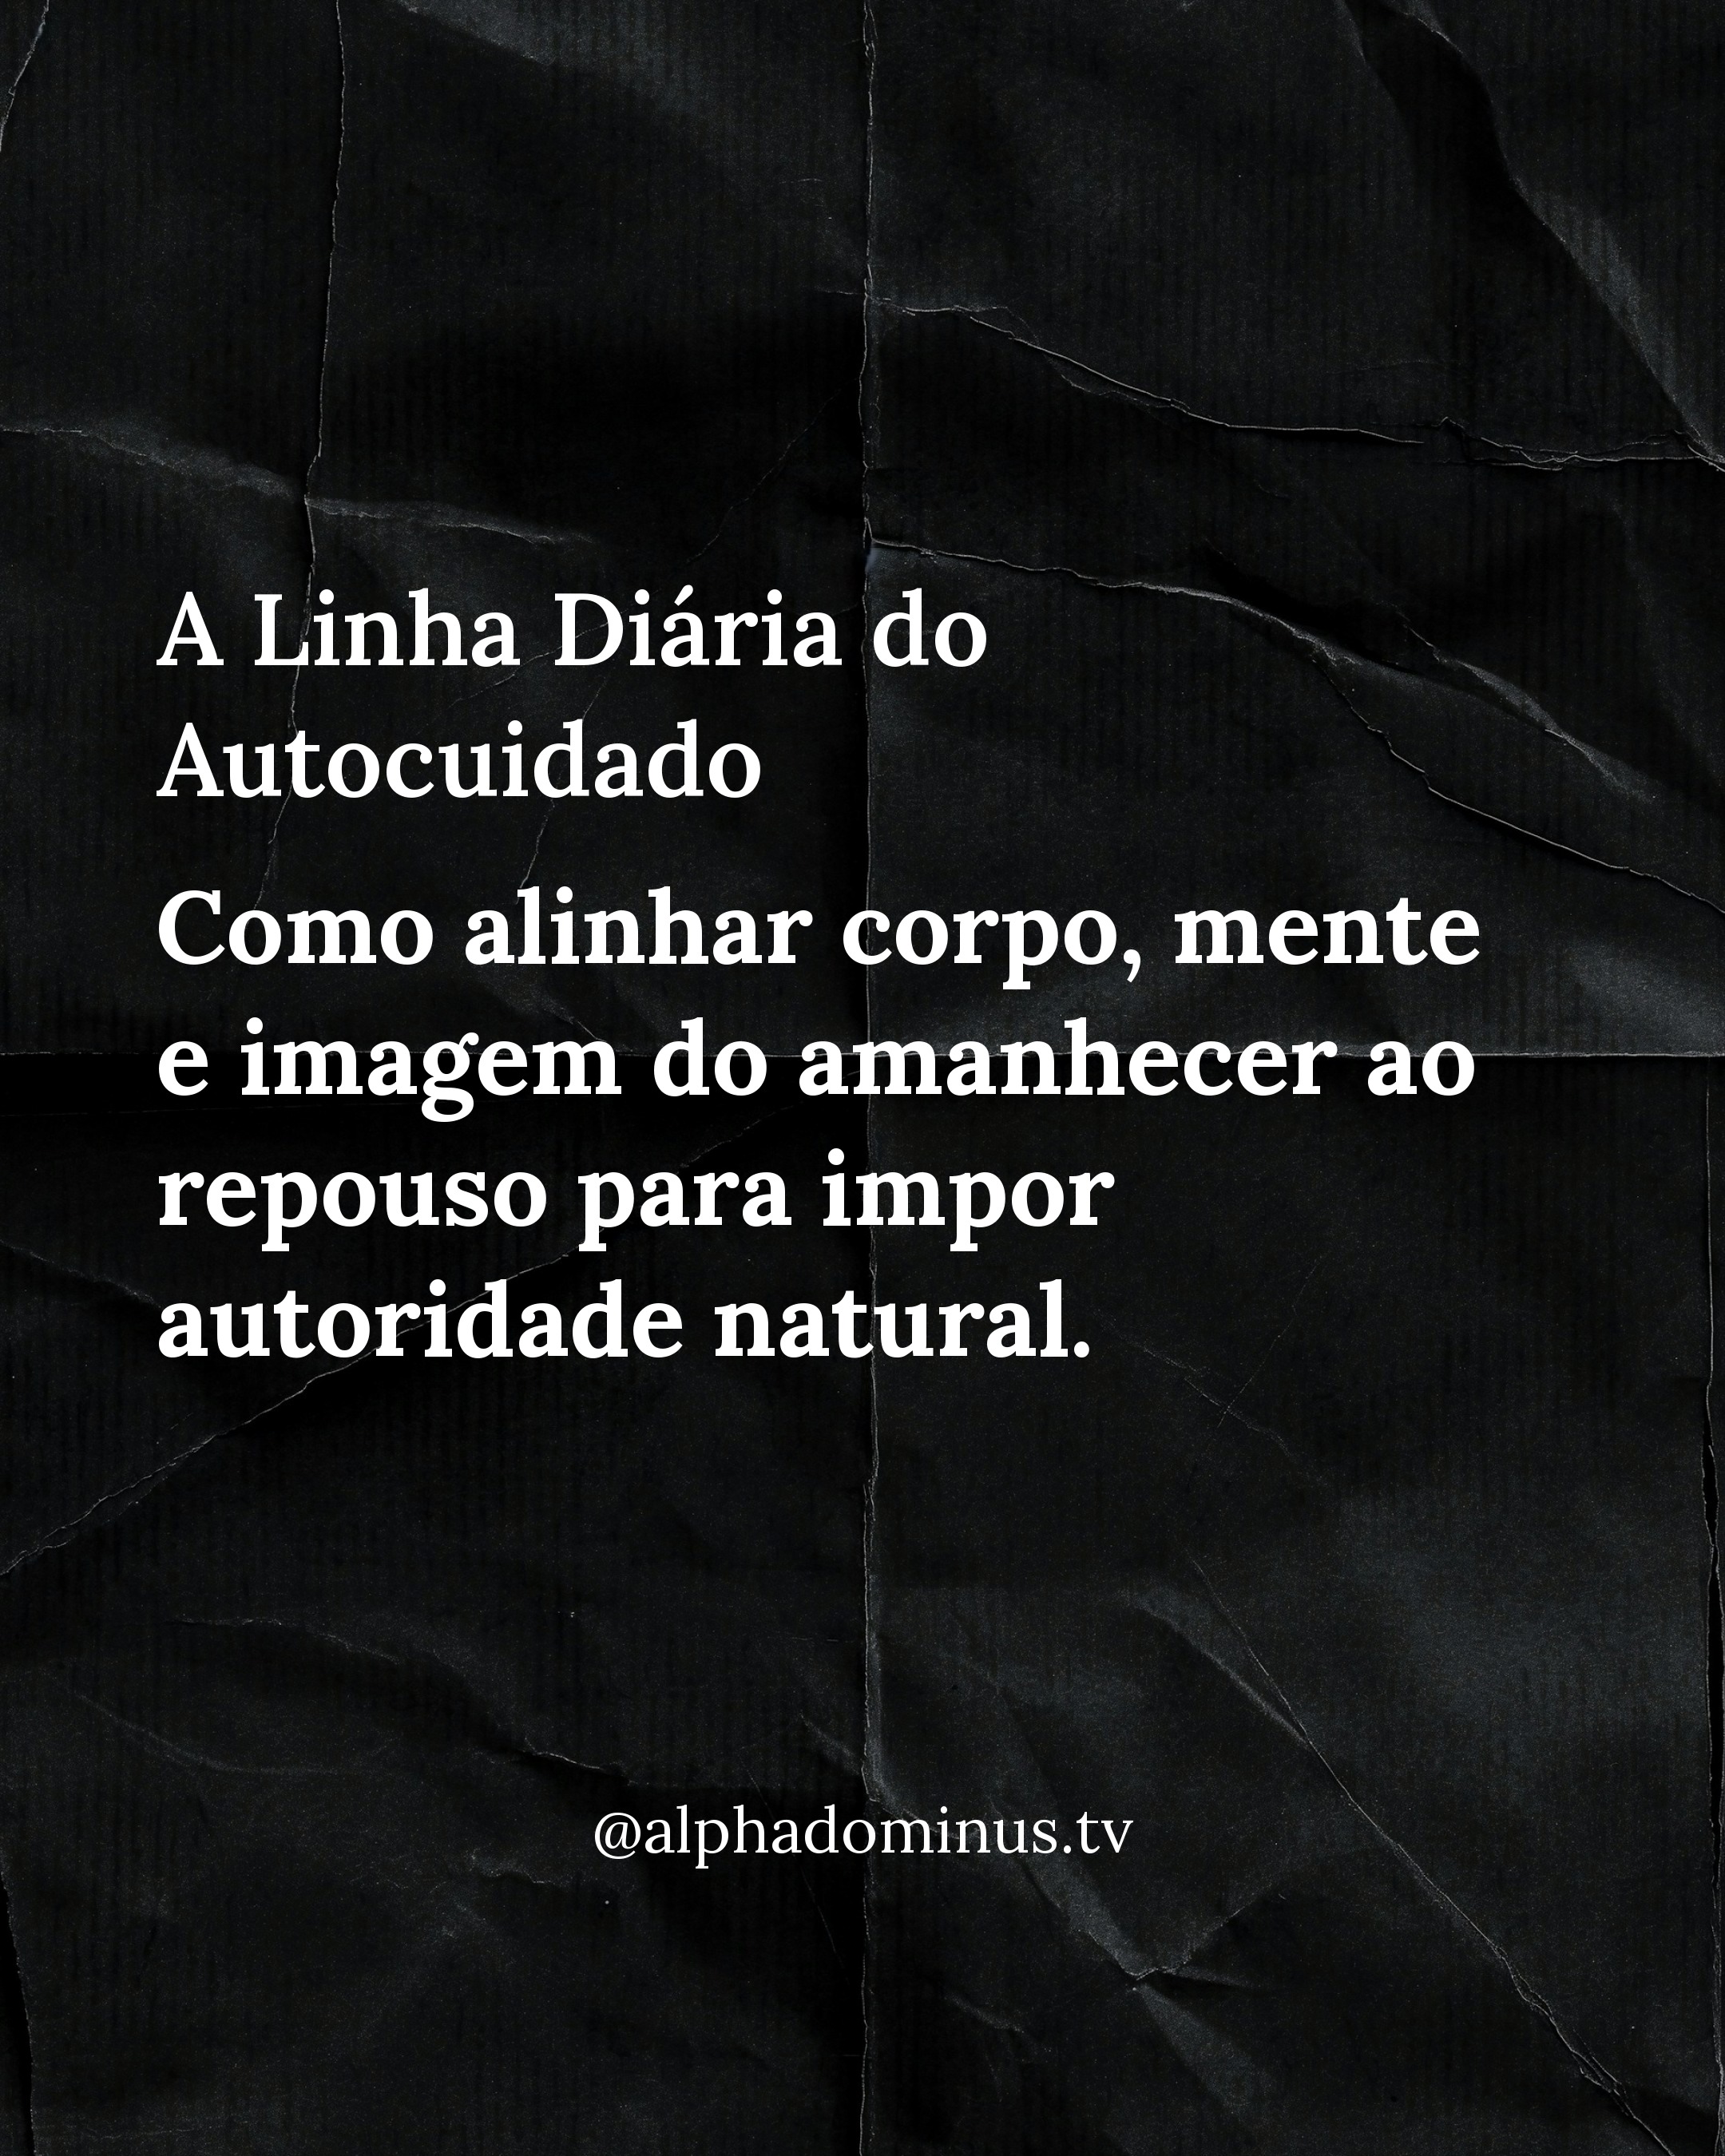 A Linha Diária do
Autocuidado
Como alinhar corpo, mente
e imagem do amanhecer ao
repouso para impor
autoridade natural.
@alphadominus.tv